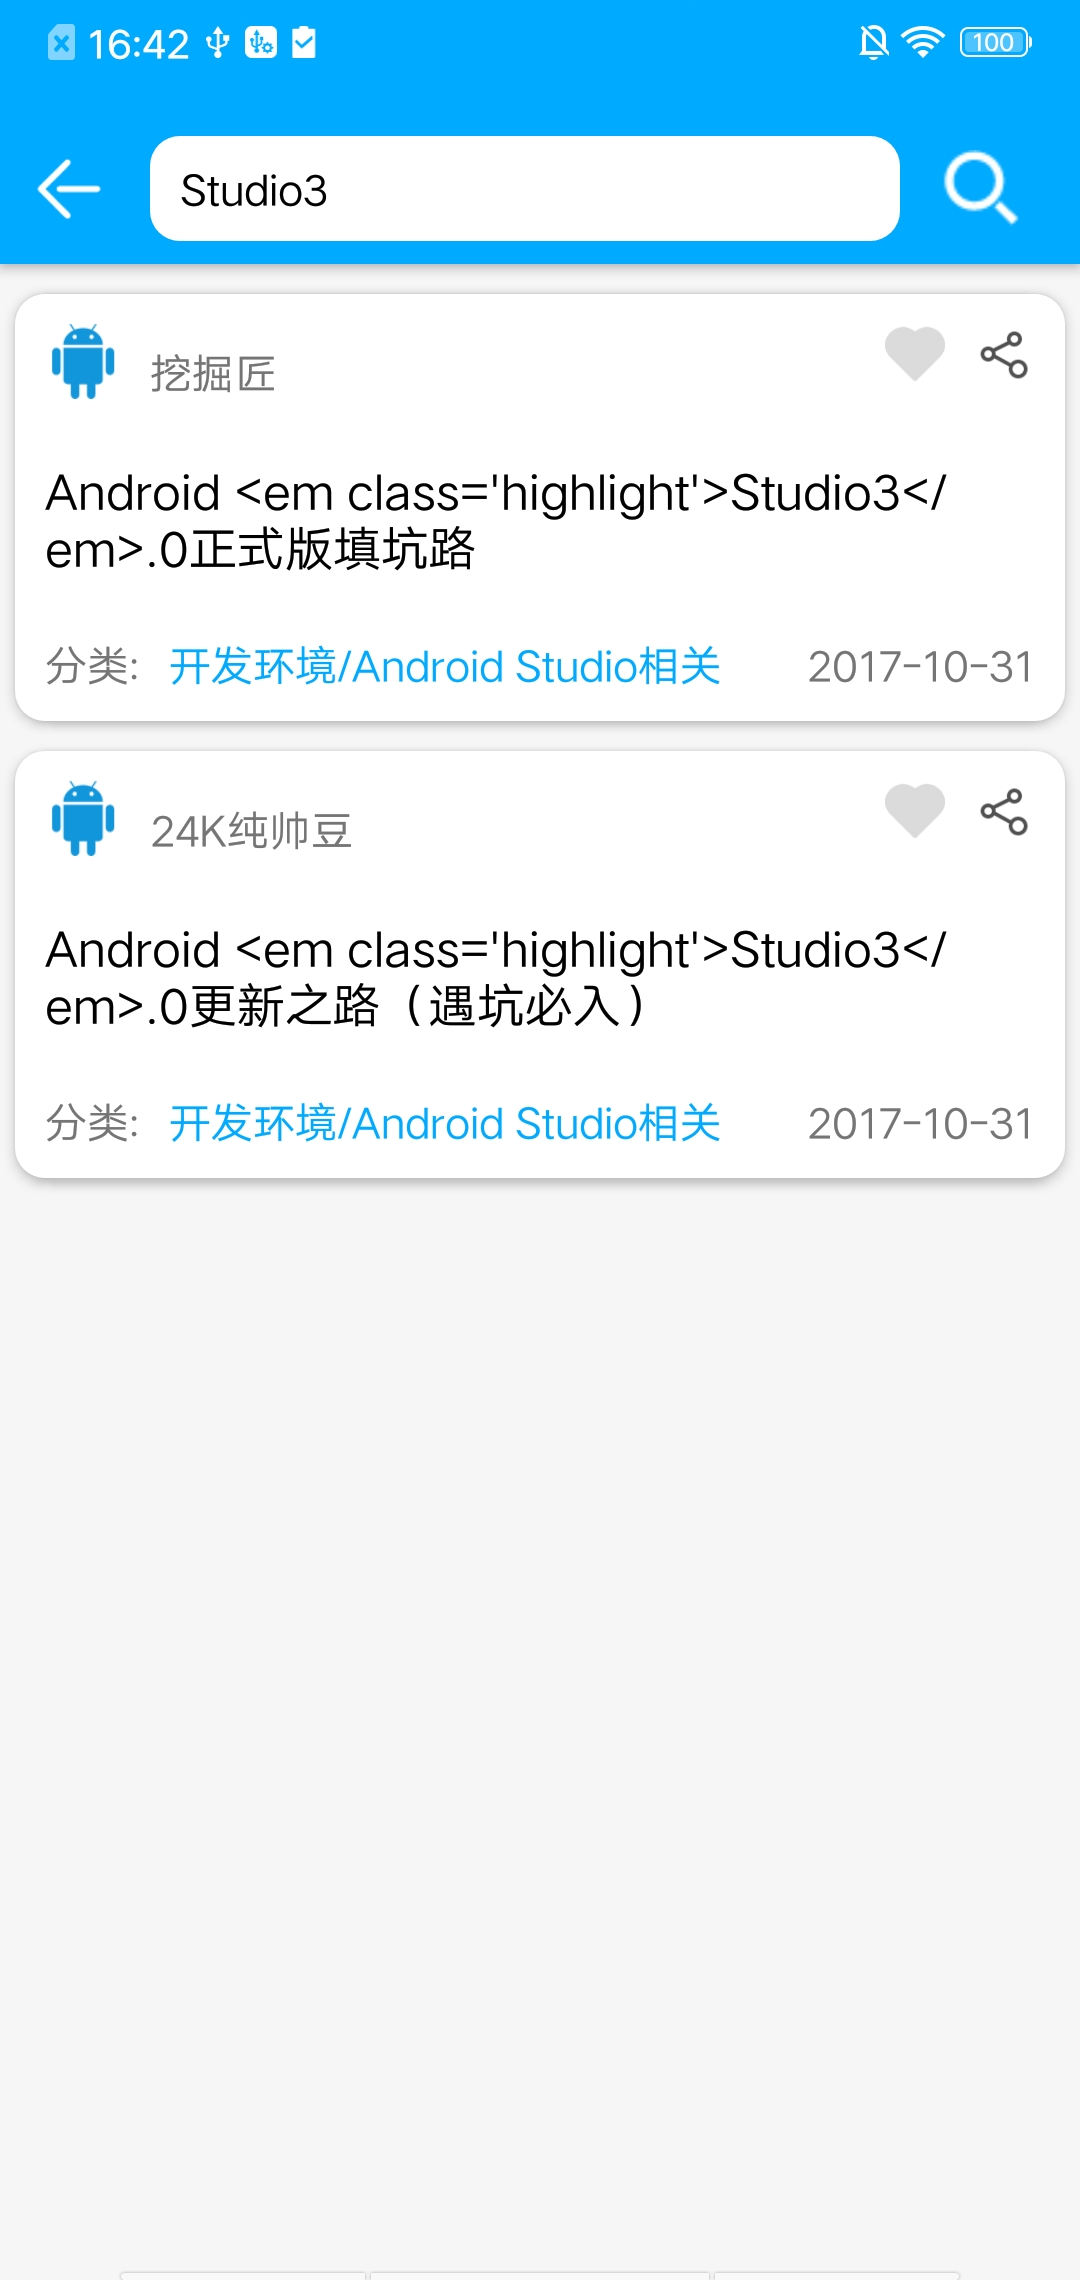 16:42
100
Studio3
挖掘匠
Android <em class='highlight'>Studio3</
em>.0正式版填坑路
分类: 开发环境/Android Studio相关 2017-10-31
24K纯帅豆
Android <em class='highlight'>Studio3</
em>.0更新之路（遇坑必入）
分类: 开发环境/Android Studio相关 2017-10-31